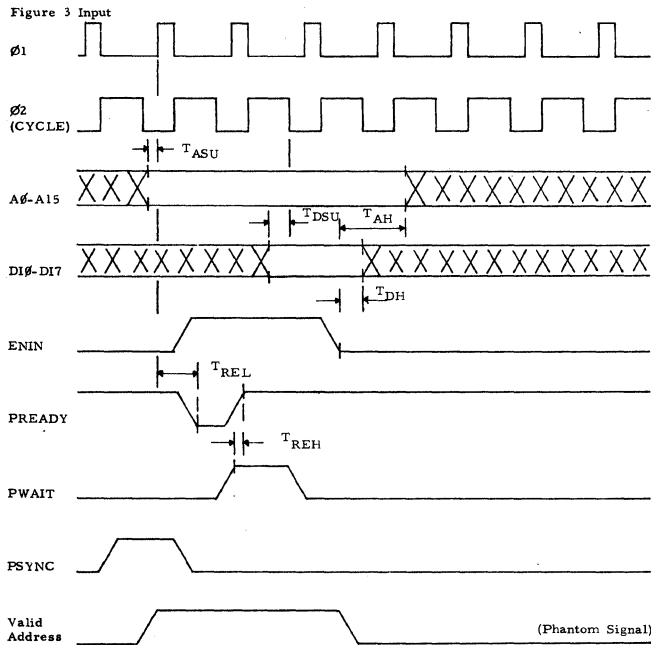 Figure 3 Input
Ø1
Ø2
(CYCLE)
TASU
AØ-A15
TDSU
TAH
DIØ-DI7
TDH
ENIN
TREL
PREADY
TREH
PWAIT
PSYNC
Valid
Address
(Phantom Signal)